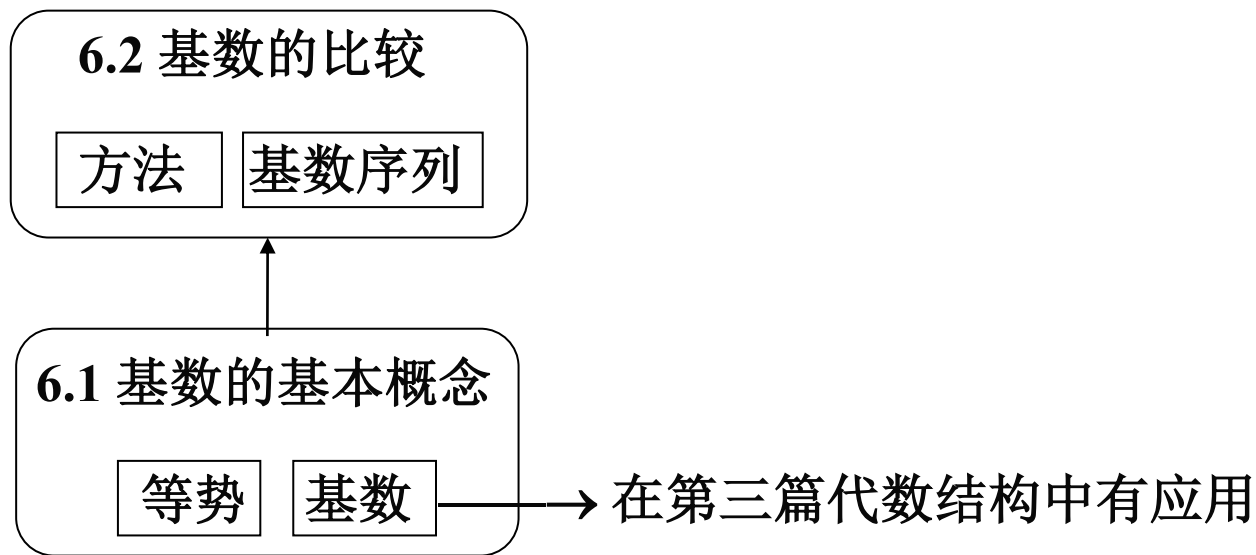 6.2 基数的比较
方法 基数序列
6.1 基数的基本概念
等势 基数 在第三篇代数结构中有应用